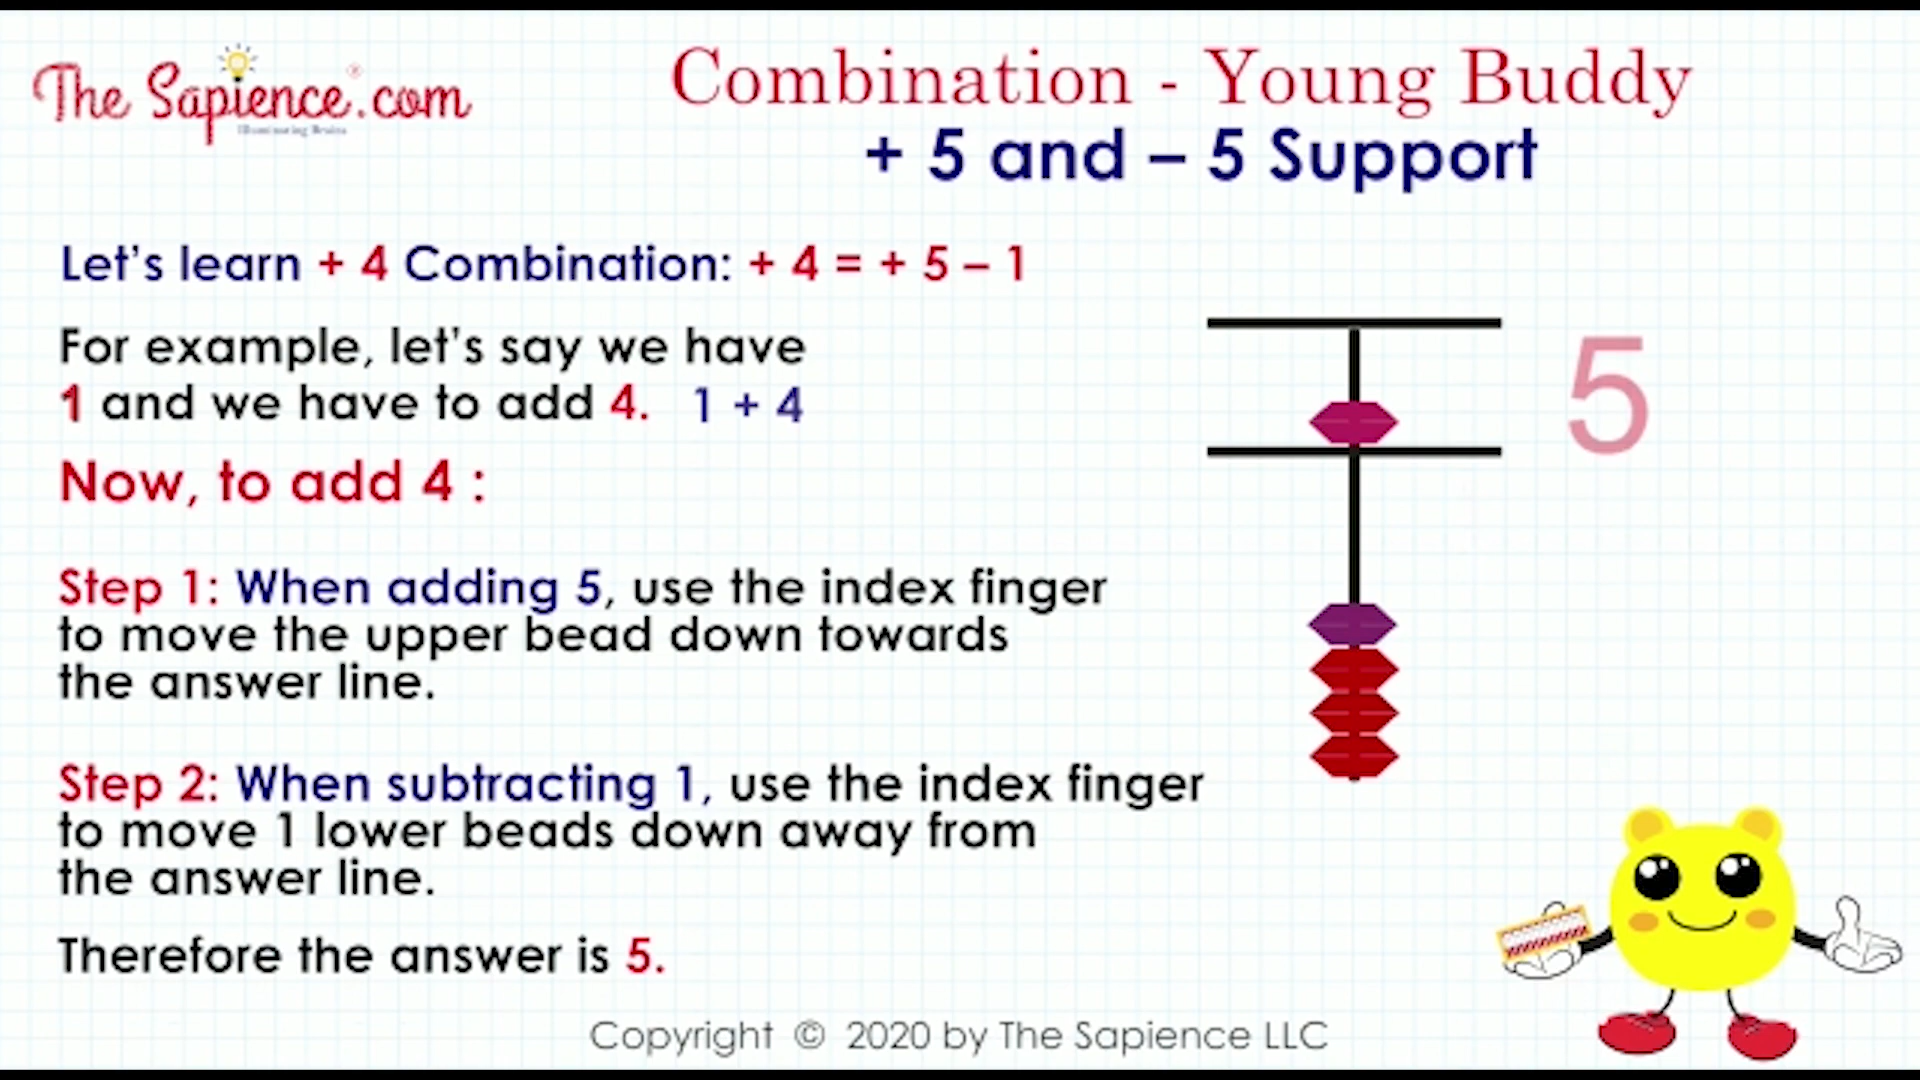 The Sapience®.com
Illuminating Brains
Combination - Young Buddy
+ 5 and – 5 Support
Let's learn + 4 Combination: + 4 = + 5 – 1
For example, let's say we have
1 and we have to add 4. 1 + 4
Now, to add 4 :
5
Step 1: When adding 5, use the index finger
to move the upper bead down towards
the answer line.
Step 2: When subtracting 1, use the index finger
to move 1 lower beads down away from
the answer line.
Therefore the answer is 5.
Copyright © 2020 by The Sapience LLC